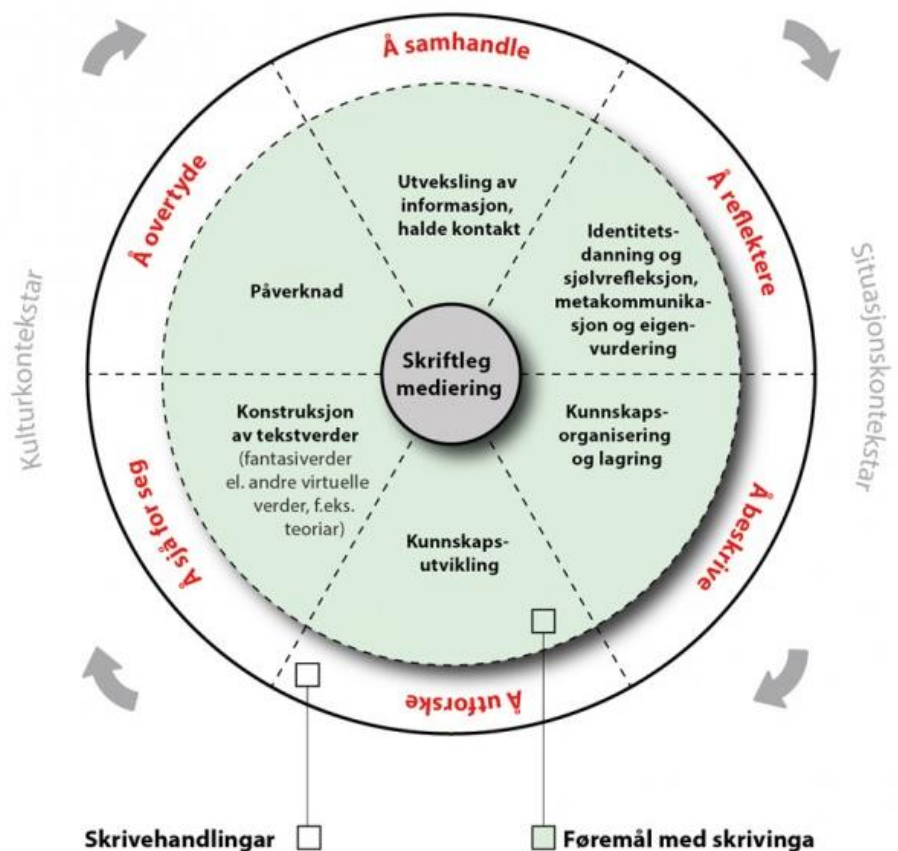 Å samhandle
Å overtyde
Å reflektere
Utveksling av
informasjon,
halde kontakt
Identitets-
danning og
sjølvrefleksjon,
metakommunika-
sjon og eigen-
vurdering
Påverknad
Kulturkontekstar
Situasjonskontekstar
Skriftleg
mediering
Konstruksjon
av tekstverder
(fantasiverder
el. andre virtuelle
verder, f.eks.
teoriar)
Kunnskaps-
organisering
og lagring
Å sjå for seg
Å beskrive
Kunnskaps-
utvikling
Å utforske
Skrivehandlingar
Føremål med skrivinga